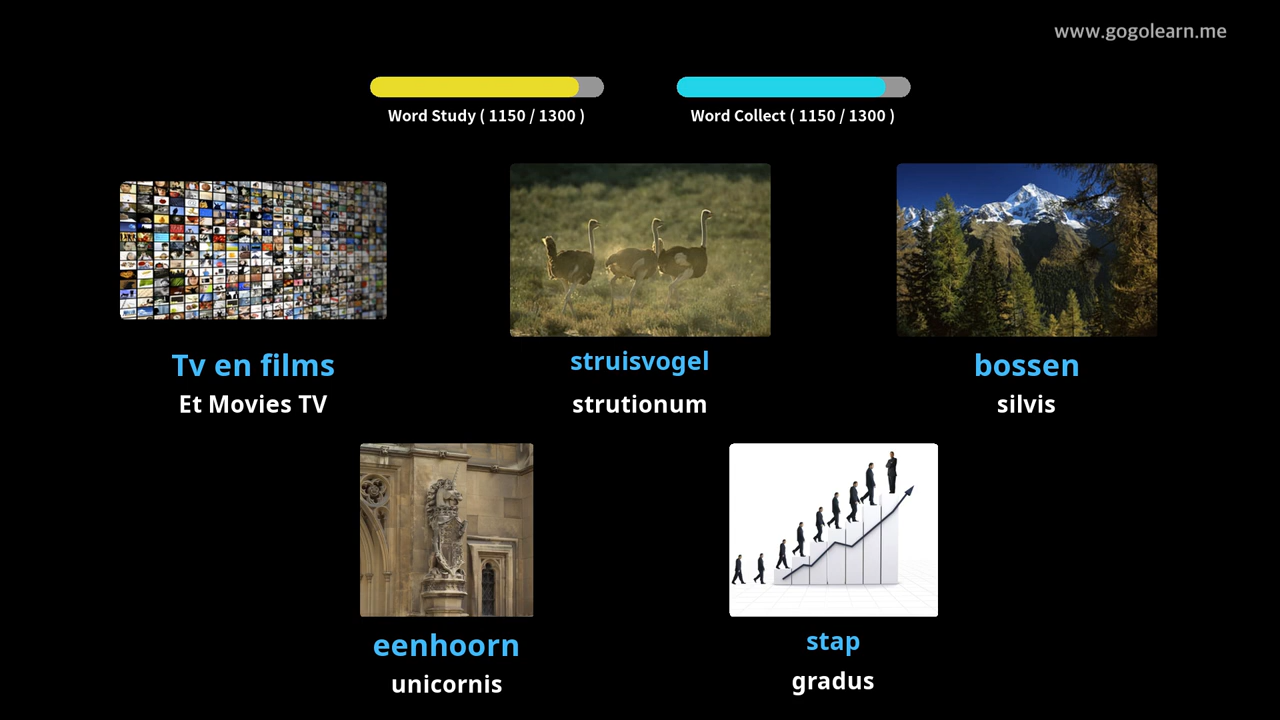 www.gogolearn.me
Word Study ( 1150 / 1300 )
Word Collect ( 1150 / 1300 )
Tv en films
Et Movies TV
struisvogel
strutionum
bossen
silvis
eenhoorn
unicornis
stap
gradus